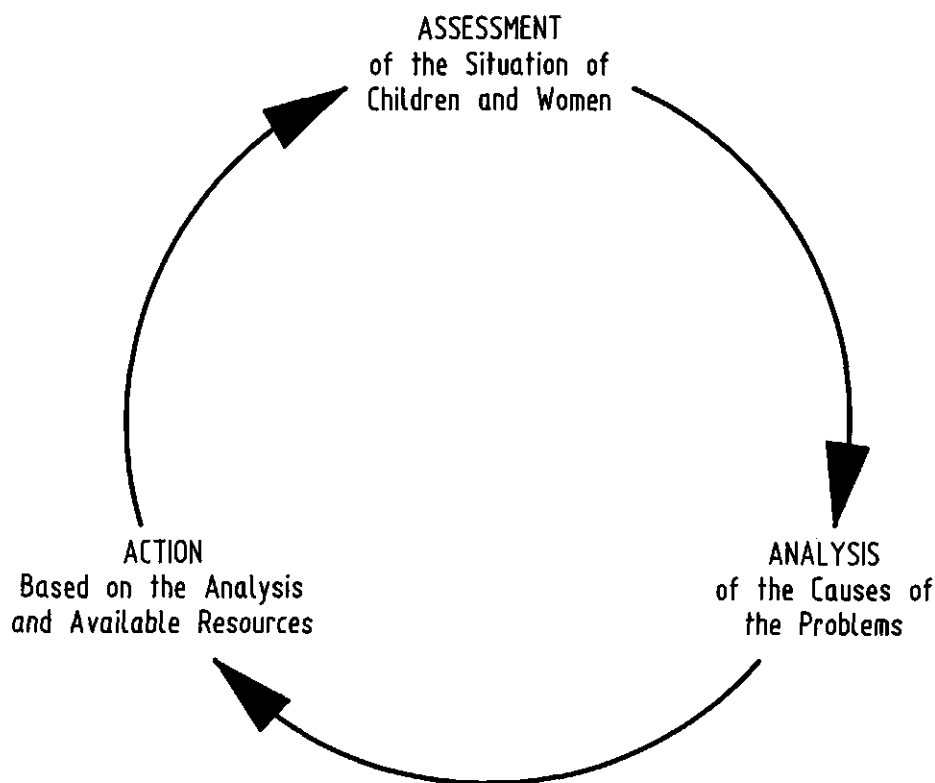 ASSESSMENT
of the Situation of
Children and Women
ACTION
Based on the Analysis
and Available Resources
ANALYSIS
of the Causes of
the Problems